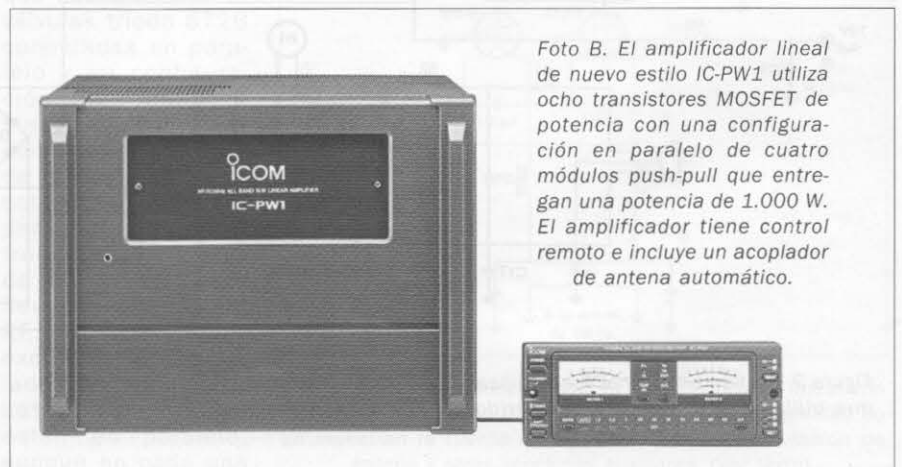 Foto B. El amplificador lineal
de nuevo estilo IC-PW1 utiliza
ocho transistores MOSFET de
potencia con una configura-
ción en paralelo de cuatro
módulos push-pull que entre-
gan una potencia de 1.000 W.
El amplificador tiene control
remoto e incluye un acoplador
de antena automático.
ICOM
IC-PW1
ICOM